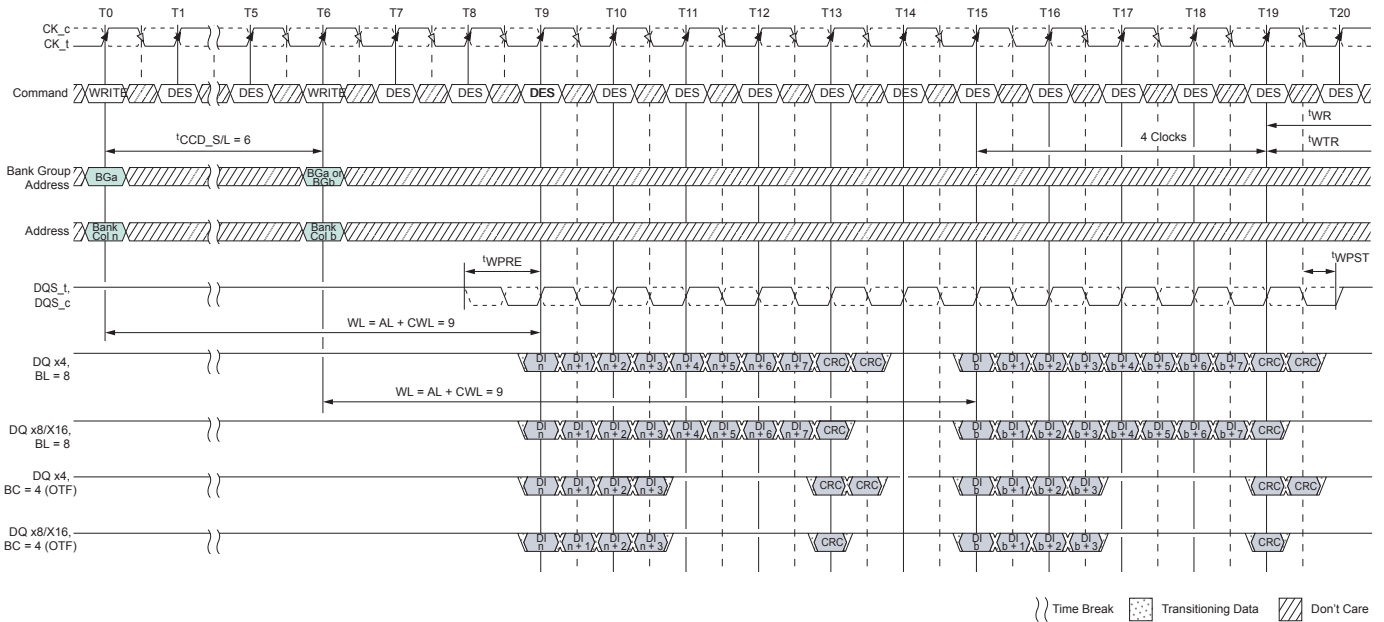 T0 T1 T5 T6 T7 T8 T9 T10 T11 T12 T13 T14 T15 T16 T17 T18 T19 T20
CK_c
CK_t
Command WRITE DES DES WRITE DES DES DES DES DES DES DES DES DES DES DES DES DES DES
tWR
tCCD_S/L = 6 4 Clocks tWTR
Bank Group
Address
BGa
BGa or
BGb
Address
Bank
Col n
Bank
Col b
tWPRE tWPST
DQS_t,
DQS_c
WL = AL + CWL = 9
DQ x4,
BL = 8
DI n DI n + 1 DI n + 2 DI n + 3 DI n + 4 DI n + 5 DI n + 6 DI n + 7 CRC CRC DI b DI b + 1 DI b + 2 DI b + 3 DI b + 4 DI b + 5 DI b + 6 DI b + 7 CRC CRC
WL = AL + CWL = 9
DQ x8/X16,
BL = 8
DI n DI n + 1 DI n + 2 DI n + 3 DI n + 4 DI n + 5 DI n + 6 DI n + 7 CRC DI b DI b + 1 DI b + 2 DI b + 3 DI b + 4 DI b + 5 DI b + 6 DI b + 7 CRC
DQ x4,
BC = 4 (OTF)
DI n DI n + 1 DI n + 2 DI n + 3 CRC CRC DI b DI b + 1 DI b + 2 DI b + 3 CRC CRC
DQ x8/X16,
BC = 4 (OTF)
DI n DI n + 1 DI n + 2 DI n + 3 CRC DI b DI b + 1 DI b + 2 DI b + 3 CRC
Time Break Transitioning Data Don't Care